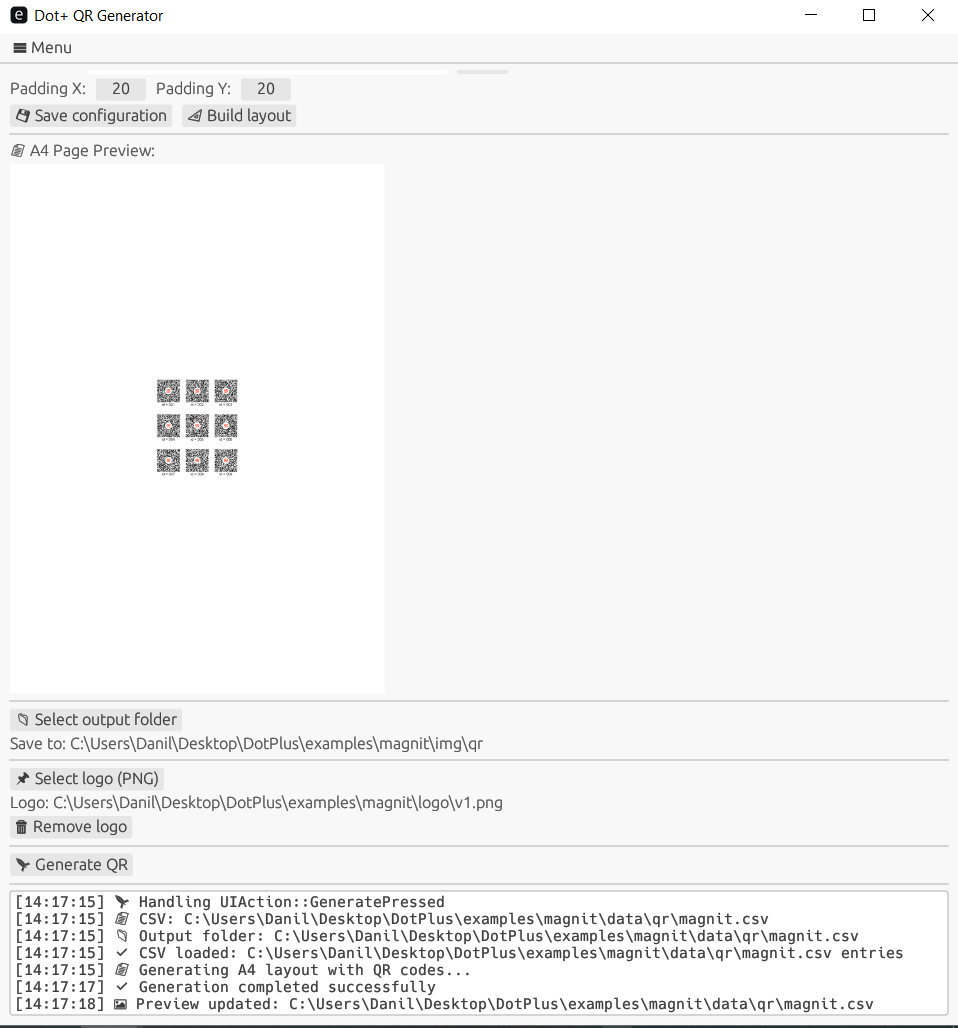 Dot+ QR Generator
Menu
Padding X: 20 Padding Y: 20
Save configuration Build layout
A4 Page Preview:
Select output folder
Save to: C:\Users\Danil\Desktop\DotPlus\examples\magnit\img\qr
Select logo (PNG)
Logo: C:\Users\Danil\Desktop\DotPlus\examples\magnit\logo\v1.png
Remove logo
Generate QR
[14:17:15] Handling UIAction::GeneratePressed
[14:17:15] CSV: C:\Users\Danil\Desktop\DotPlus\examples\magnit\data\qr\magnit.csv
[14:17:15] Output folder: C:\Users\Danil\Desktop\DotPlus\examples\magnit\data\qr\magnit.csv
[14:17:15] ✓ CSV loaded: C:\Users\Danil\Desktop\DotPlus\examples\magnit\data\qr\magnit.csv entries
[14:17:15] Generating A4 layout with QR codes...
[14:17:17] ✓ Generation completed successfully
[14:17:18] Preview updated: C:\Users\Danil\Desktop\DotPlus\examples\magnit\data\qr\magnit.csv